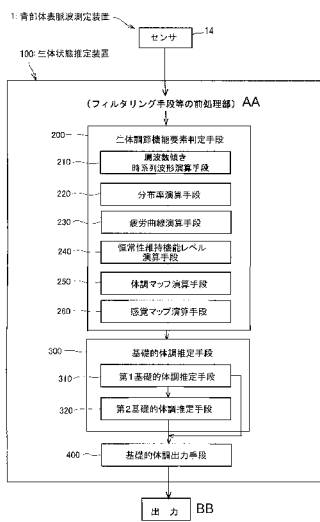 1:背部体表脈波測定装置
センサ 14
100:生体状態推定装置
(フィルタリング手段等の前処理部) AA
200
生体調節機能要素判定手段
210 周波数傾き
時系列波形演算手段
220 分布率演算手段
230 疲労曲線演算手段
240 恒常性維持機能レベル
演算手段
250 体調マップ演算手段
260 感覚マップ演算手段
300 基礎的体調推定手段
310 第1基礎的体調推定手段
320 第2基礎的体調推定手段
400 基礎的体調出力手段
出力 BB